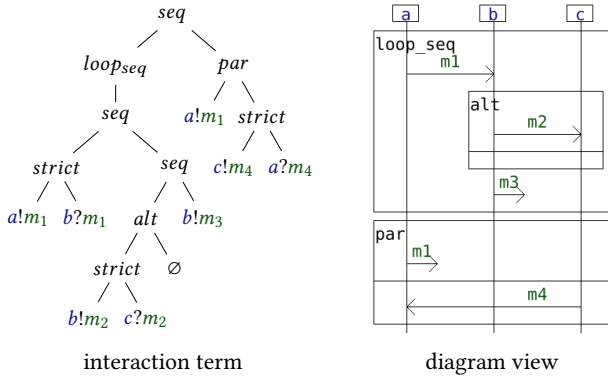 seq
loop_seq par
seq a!m₁ strict
strict seq c!m₄ a?m₄
a!m₁ b?m₁ alt b!m₃
strict ∅
b!m₂ c?m₂
interaction term
a b c
loop_seq
m1
alt
m2
m3
par
m1
m4
diagram view